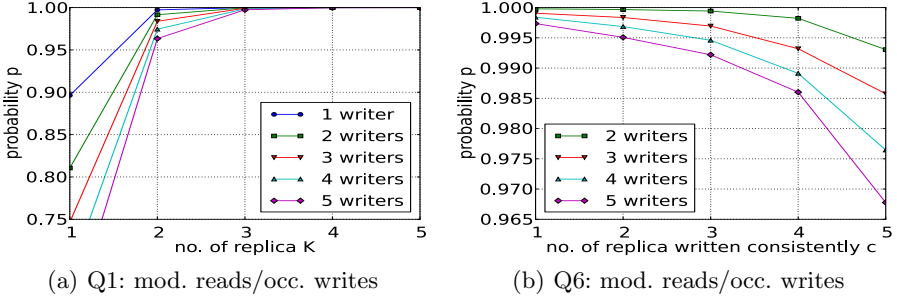 probability p
1.00
0.95
0.90
0.85
0.80
0.75
1 writer
2 writers
3 writers
4 writers
5 writers
1 2 3 4 5
no. of replica K
(a) Q1: mod. reads/occ. writes
probability p
1.000
0.995
0.990
0.985
0.980
0.975
0.970
0.965
2 writers
3 writers
4 writers
5 writers
1 2 3 4 5
no. of replica written consistently c
(b) Q6: mod. reads/occ. writes